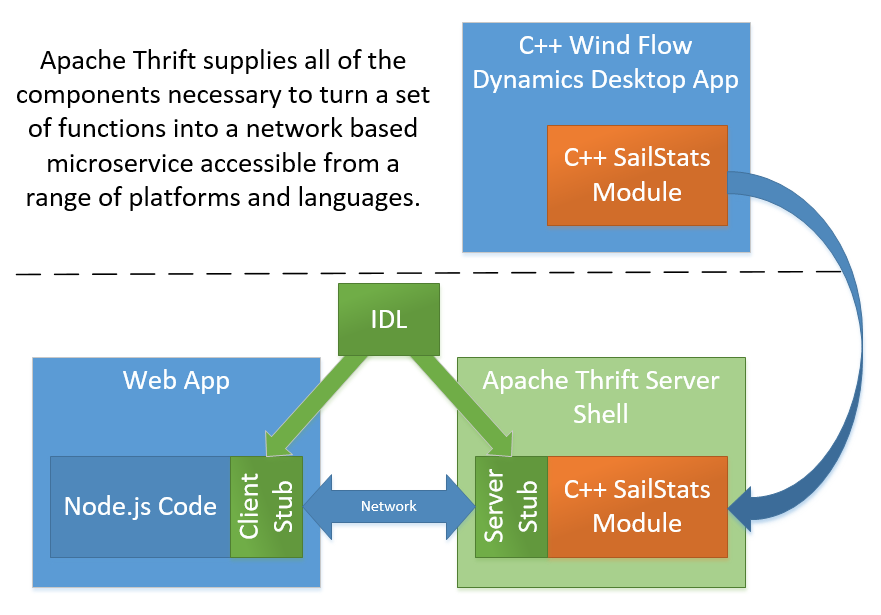 Apache Thrift supplies all of the
components necessary to turn a set
of functions into a network based
microservice accessible from a
range of platforms and languages.
C++ Wind Flow
Dynamics Desktop App
C++ SailStats
Module
IDL
Web App
Node.js Code
Client
Stub
Network
Apache Thrift Server
Shell
Server
Stub
C++ SailStats
Module